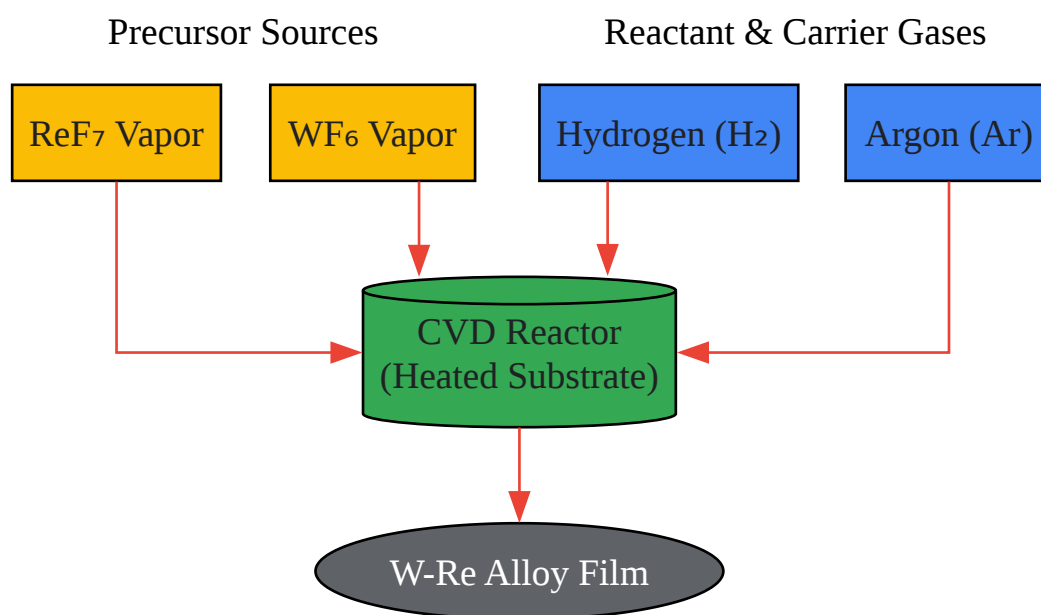 Precursor Sources
Reactant & Carrier Gases
ReF₇ Vapor
WF₆ Vapor
Hydrogen (H₂)
Argon (Ar)
CVD Reactor
(Heated Substrate)
W-Re Alloy Film